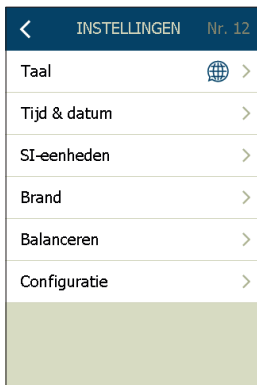 INSTELLINGEN Nr. 12
Taal
Tijd & datum
SI-eenheden
Brand
Balanceren
Configuratie